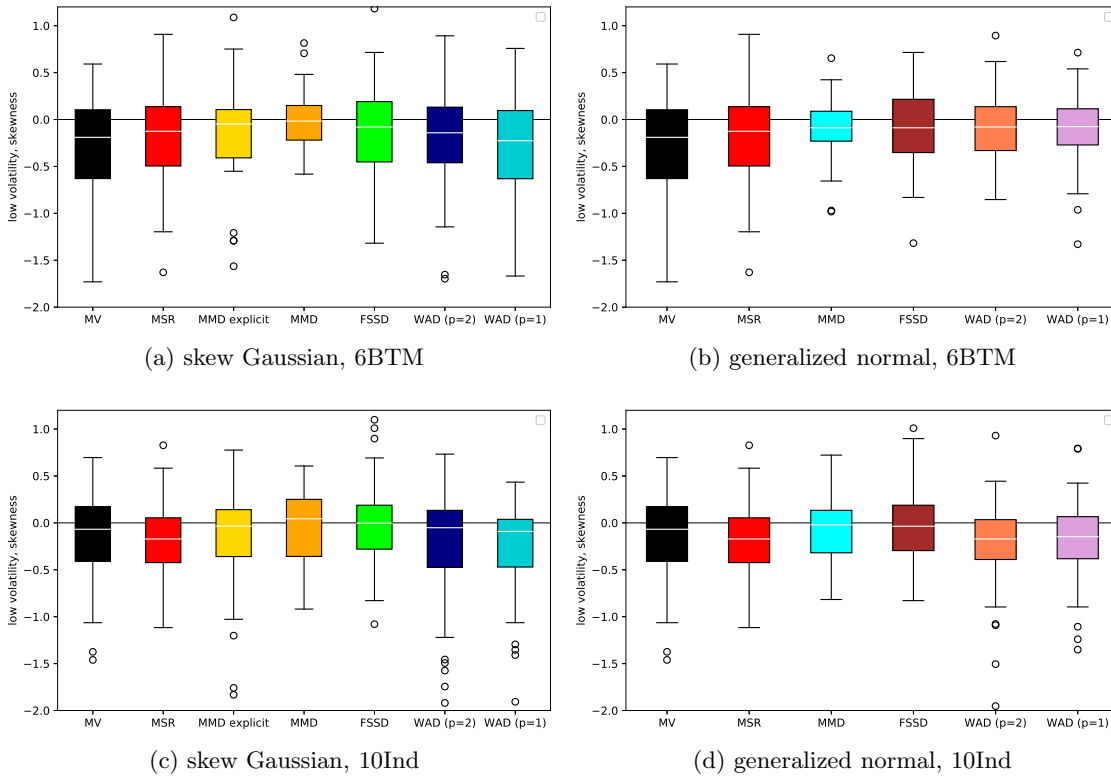 1.0
0.5
0.0
−0.5
−1.0
−1.5
−2.0
low volatility, skewness
MV MSR MMD explicit MMD FSSD WAD (p=2) WAD (p=1)
(a) skew Gaussian, 6BTM
1.0
0.5
0.0
−0.5
−1.0
−1.5
−2.0
low volatility, skewness
MV MSR MMD FSSD WAD (p=2) WAD (p=1)
(b) generalized normal, 6BTM
1.0
0.5
0.0
−0.5
−1.0
−1.5
−2.0
low volatility, skewness
MV MSR MMD explicit MMD FSSD WAD (p=2) WAD (p=1)
(c) skew Gaussian, 10Ind
1.0
0.5
0.0
−0.5
−1.0
−1.5
−2.0
low volatility, skewness
MV MSR MMD FSSD WAD (p=2) WAD (p=1)
(d) generalized normal, 10Ind